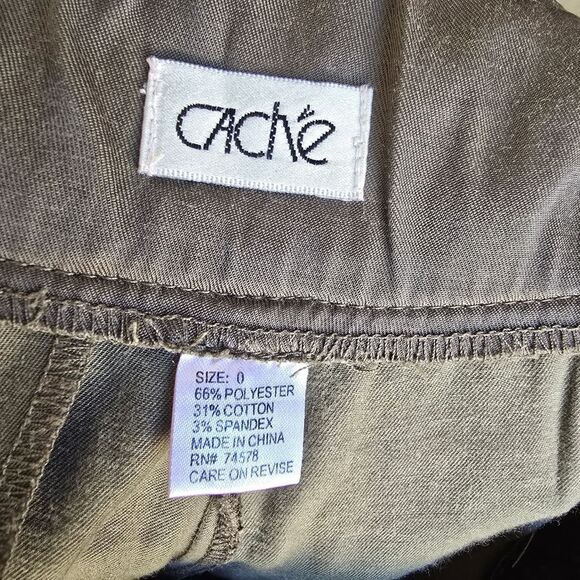 CAChé
SIZE: 0
66% POLYESTER
31% COTTON
3% SPANDEX
MADE IN CHINA
RN# 74578
CARE ON REVISE